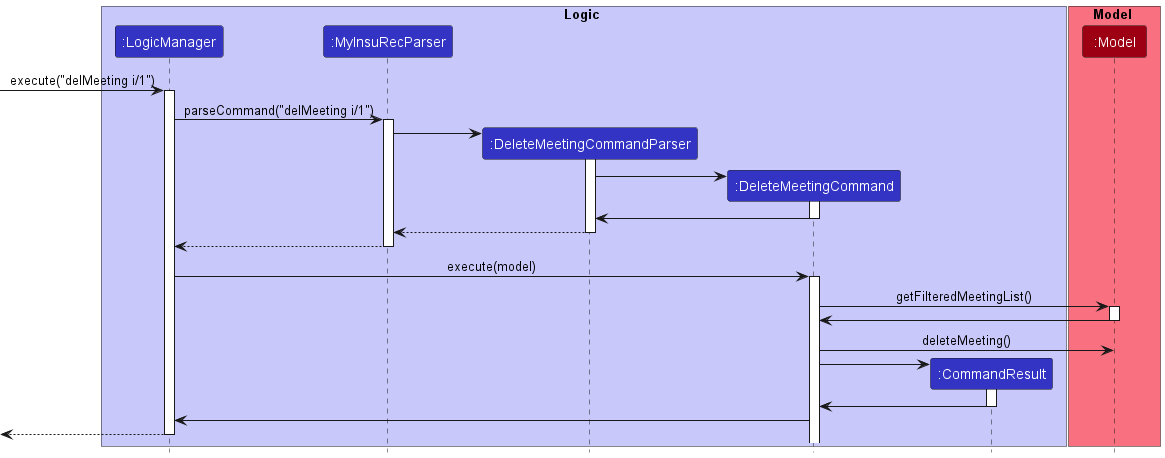 Logic
Model
:LogicManager
:MyInsuRecParser
:Model
execute("delMeeting i/1")
parseCommand("delMeeting i/1")
:DeleteMeetingCommandParser
:DeleteMeetingCommand
execute(model)
getFilteredMeetingList()
deleteMeeting()
:CommandResult